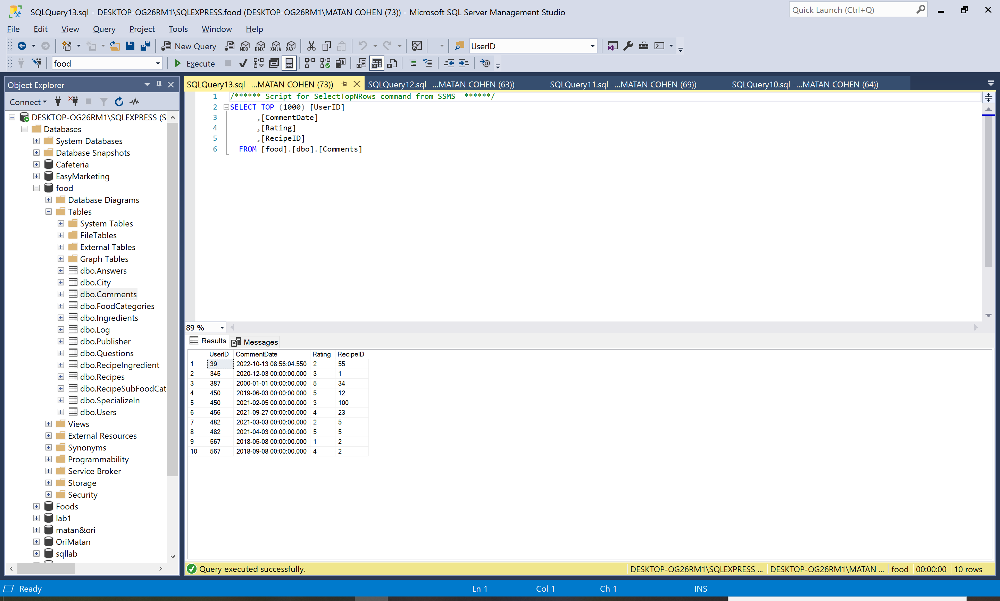 SQLQuery13.sql - DESKTOP-OG26RM1\SQLEXPRESS.food (DESKTOP-OG26RM1\MATAN COHEN (73)) - Microsoft SQL Server Management Studio
Quick Launch (Ctrl+Q)
File Edit View Query Project Tools Window Help
New Query MDX DMX XMLA DAX UserID
food Execute
Object Explorer
Connect
DESKTOP-OG26RM1\SQLEXPRESS (S
Databases
System Databases
Database Snapshots
Cafeteria
EasyMarketing
food
Database Diagrams
Tables
System Tables
FileTables
External Tables
Graph Tables
dbo.Answers
dbo.City
dbo.Comments
dbo.FoodCategories
dbo.Ingredients
dbo.Log
dbo.Publisher
dbo.Questions
dbo.RecipeIngredient
dbo.Recipes
dbo.RecipeSubFoodCat
dbo.SpecializeIn
dbo.Users
Views
External Resources
Synonyms
Programmability
Service Broker
Storage
Security
Foods
lab1
matan&ori
OriMatan
sqllab
SQLQuery13.sql -...MATAN COHEN (73)) SQLQuery12.sql -...MATAN COHEN (63)) SQLQuery11.sql -...MATAN COHEN (69)) SQLQuery10.sql -...MATAN COHEN (64))
1 /****** Script for SelectTopNRows command from SSMS  ******/
2 SELECT TOP (1000) [UserID]
3 ,[CommentDate]
4 ,[Rating]
5 ,[RecipeID]
6 FROM [food].[dbo].[Comments]
89 %
Results Messages
UserID CommentDate Rating RecipeID
1 39 2022-10-13 08:56:04.550 2 55
2 345 2020-12-03 00:00:00.000 3 1
3 387 2000-01-01 00:00:00.000 5 34
4 450 2019-06-03 00:00:00.000 5 12
5 450 2021-02-05 00:00:00.000 3 100
6 456 2021-09-27 00:00:00.000 4 23
7 482 2021-03-03 00:00:00.000 2 5
8 482 2021-04-03 00:00:00.000 5 5
9 567 2018-05-08 00:00:00.000 1 2
10 567 2018-09-08 00:00:00.000 4 2
Query executed successfully. DESKTOP-OG26RM1\SQLEXPRESS ... DESKTOP-OG26RM1\MATAN ... food 00:00:00 10 rows
Ready Ln 1 Col 1 Ch 1 INS